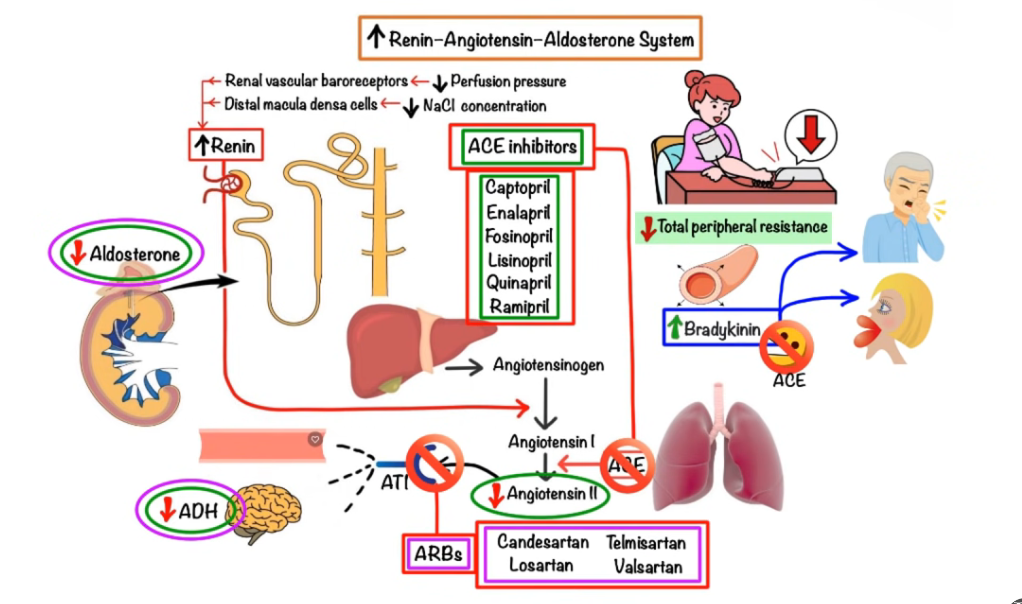 ↑ Renin-Angiotensin-Aldosterone System
Renal vascular baroreceptors ← ↓ Perfusion pressure
Distal macula densa cells ← ↓ NaCl concentration
↑ Renin
ACE inhibitors
Captopril
Enalapril
Fosinopril
Lisinopril
Quinapril
Ramipril
↓ Total peripheral resistance
↓ Aldosterone
↑ Bradykinin
ACE
Angiotensinogen
Angiotensin I
ACE
AT1
↓ Angiotensin II
↓ ADH
ARBs
Candesartan Telmisartan
Losartan Valsartan